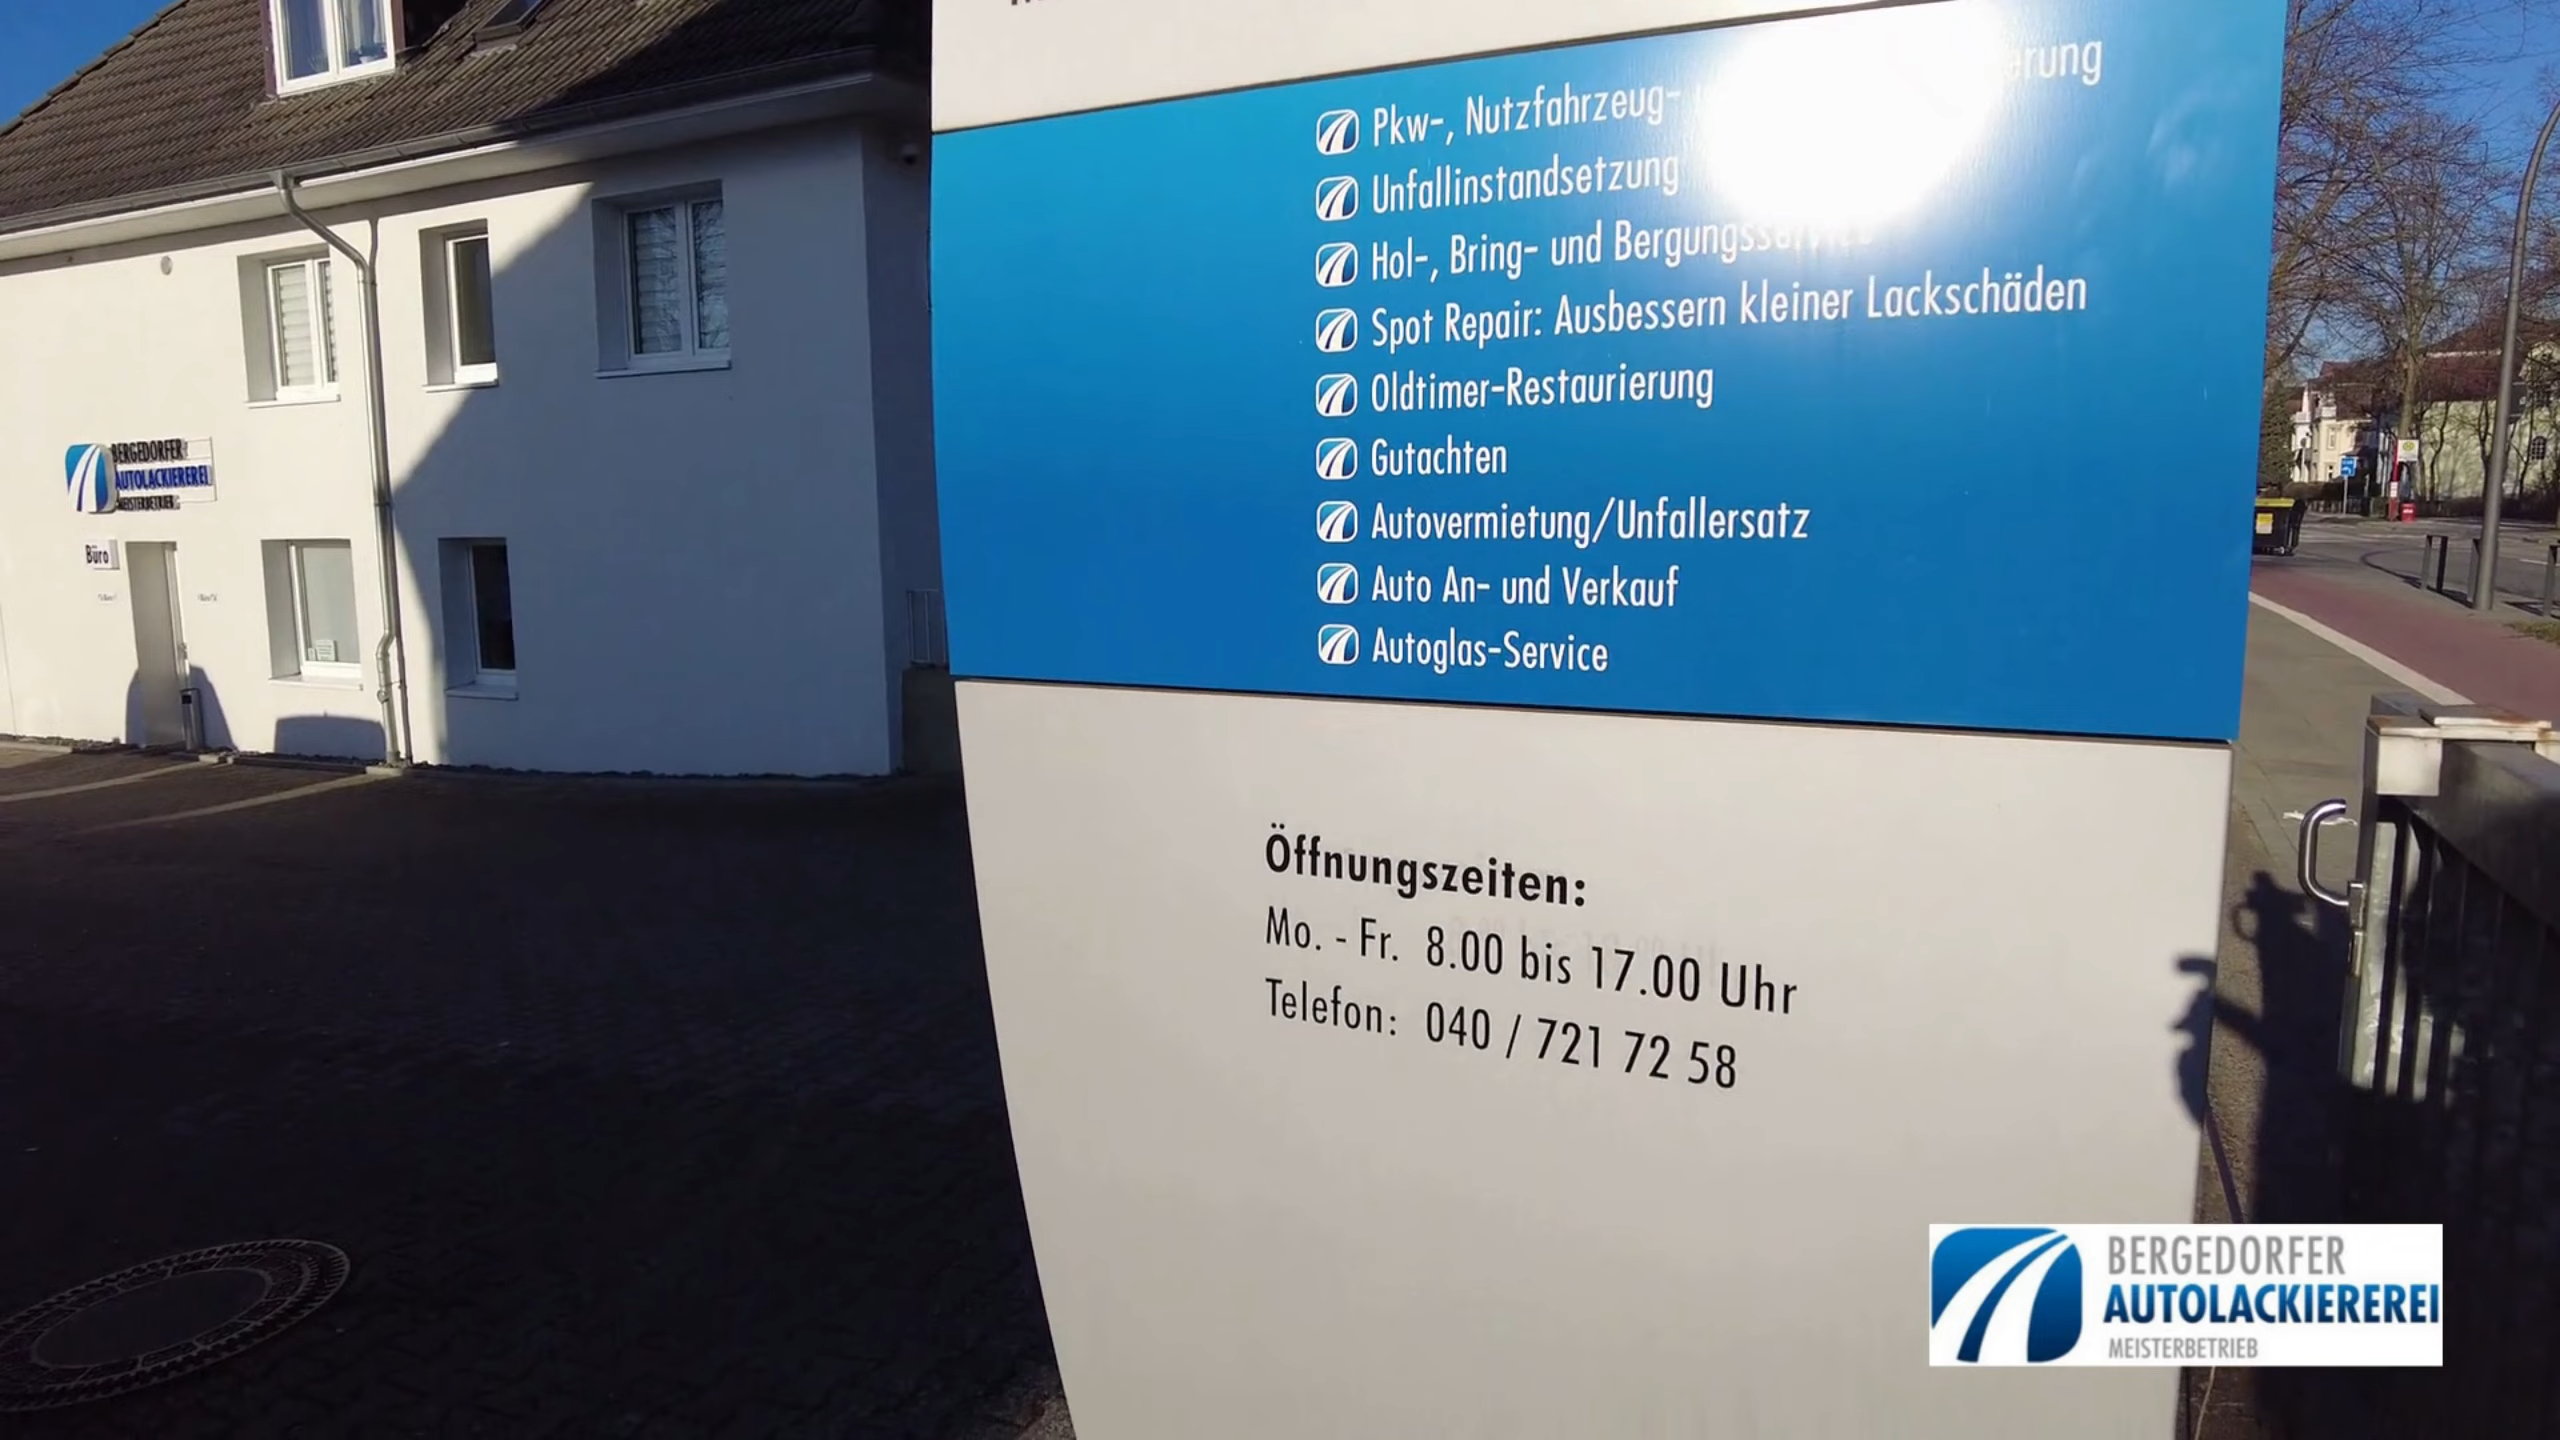 Pkw-, Nutzfahrzeug-
Unfallinstandsetzung
Hol-, Bring- und Bergungsservice
Spot Repair: Ausbessern kleiner Lackschäden
Oldtimer-Restaurierung
Gutachten
Autovermietung/Unfallersatz
Auto An- und Verkauf
Autoglas-Service
Öffnungszeiten:
Mo. - Fr. 8.00 bis 17.00 Uhr
Telefon: 040 / 721 72 58
BERGEDORFER
AUTOLACKIEREREI
MEISTERBETRIEB
Büro
BERGEDORFER
AUTOLACKIEREREI
MEISTERBETRIEB